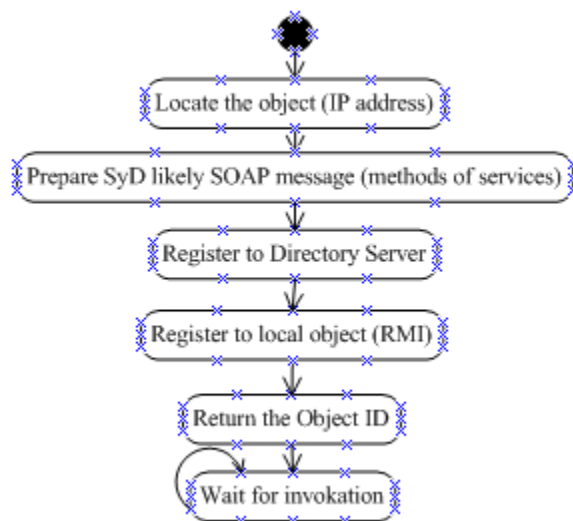 Locate the object (IP address)
Prepare SyD likely SOAP message (methods of services)
Register to Directory Server
Register to local object (RMI)
Return the Object ID
Wait for invokation